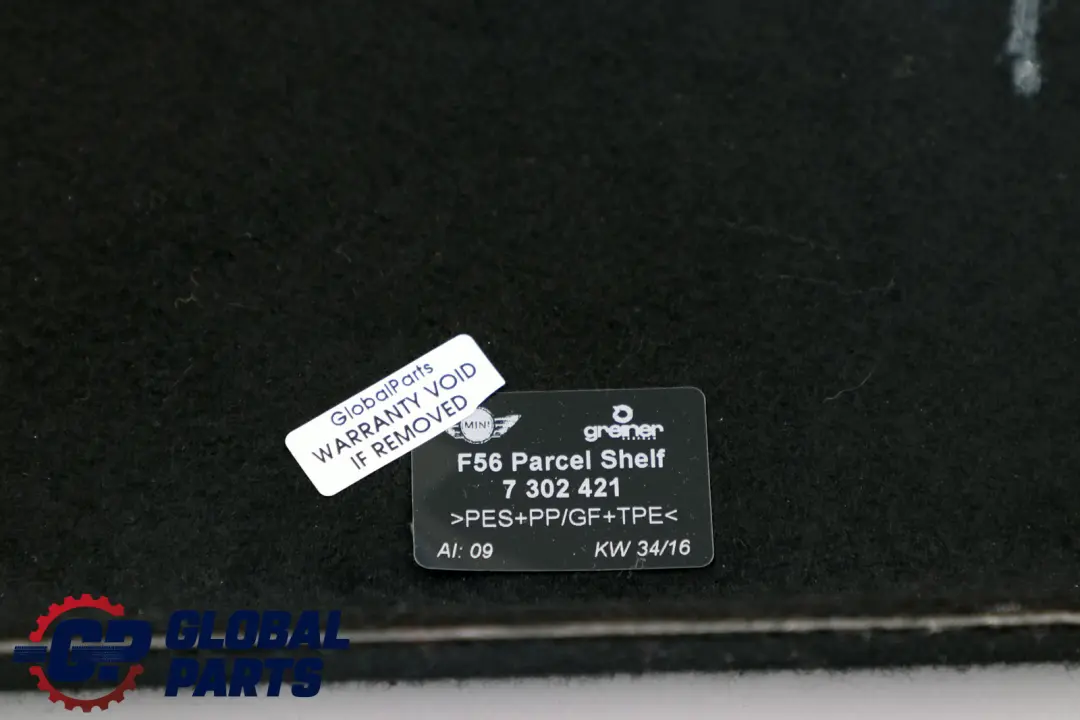 GlobalParts
WARRANTY VOID
IF REMOVED
MINI
greiner
F56 Parcel Shelf
7 302 421
>PES+PP/GF+TPE<
AI: 09
KW 34/16
GP GLOBAL
PARTS